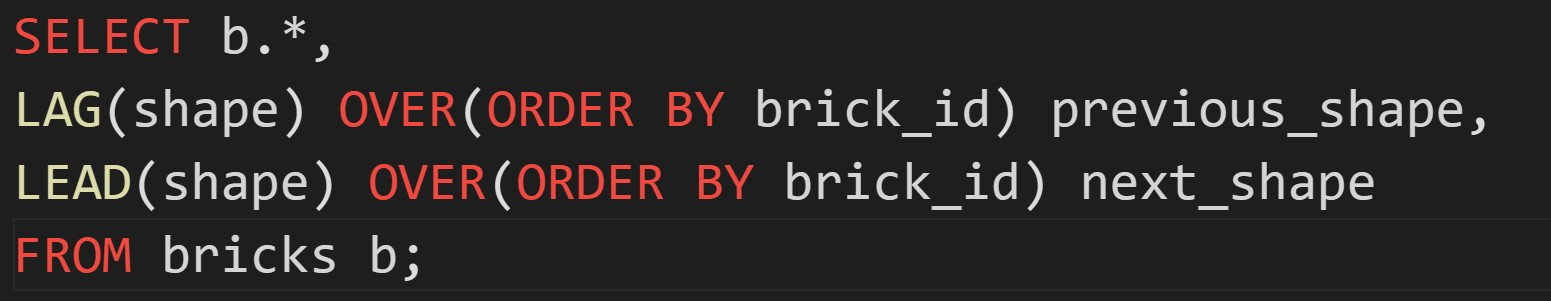 SELECT b.*,
LAG(shape) OVER(ORDER BY brick_id) previous_shape,
LEAD(shape) OVER(ORDER BY brick_id) next_shape
FROM bricks b;